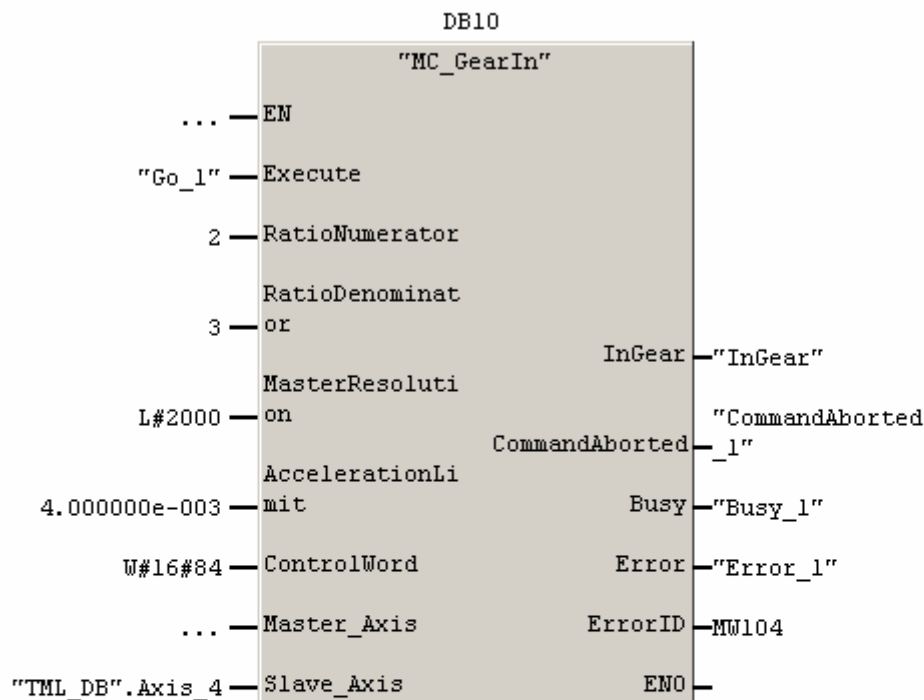 DB10
"MC_GearIn"
... EN
"Go_1" Execute
2 RatioNumerator
RatioDenominat
3 or
InGear "InGear"
MasterResoluti
L#2000 on
"CommandAborted
CommandAborted _1"
AccelerationLi
4.000000e-003 mit
Busy "Busy_1"
W#16#84 ControlWord
Error "Error_1"
... Master_Axis
ErrorID MW104
"TML_DB".Axis_4 Slave_Axis
ENO